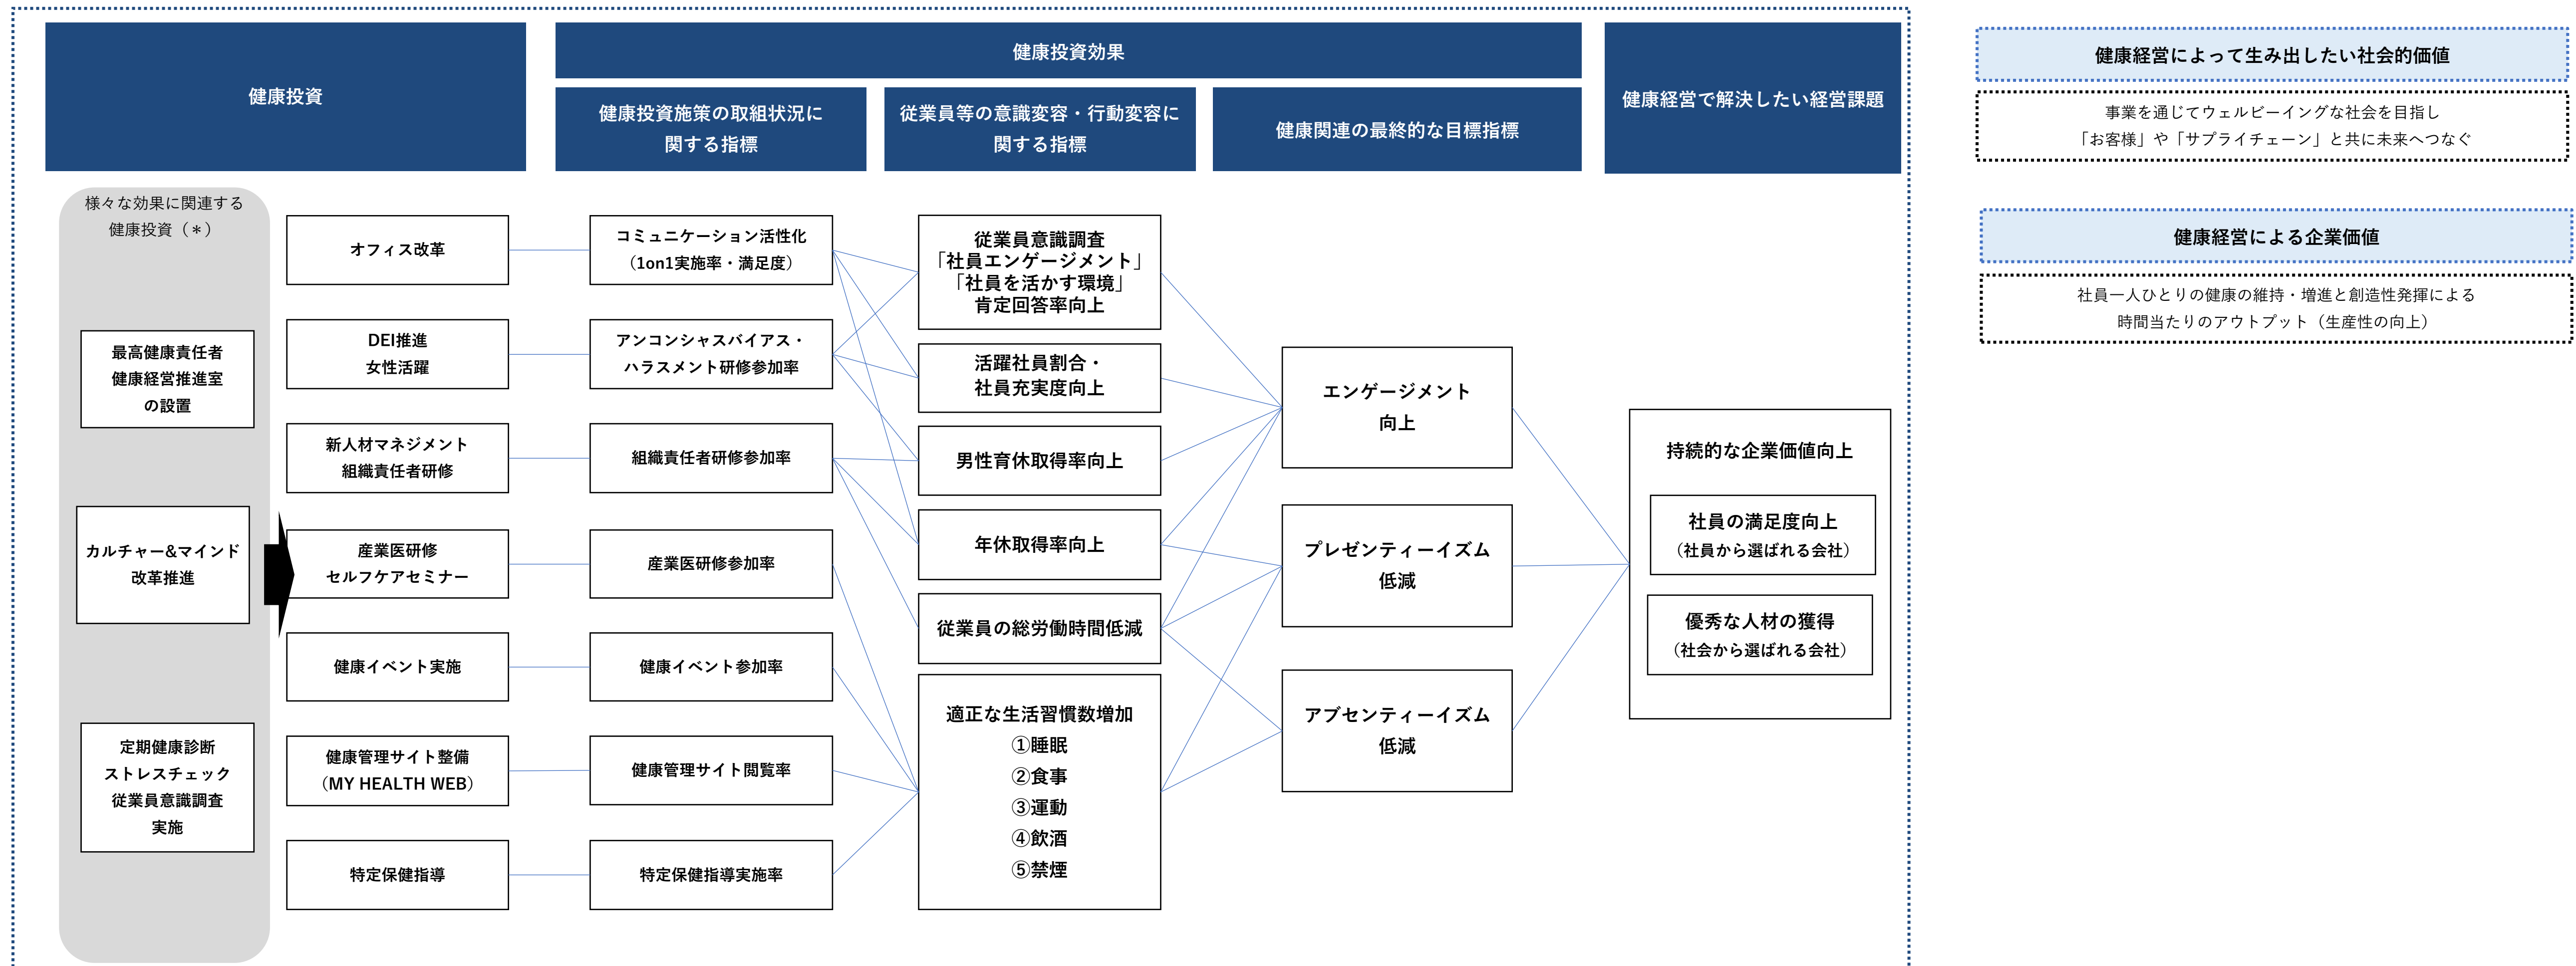 健康投資
健康投資効果
健康投資施策の取組状況に
関する指標
従業員等の意識変容・行動変容に
関する指標
健康関連の最終的な目標指標
健康経営で解決したい経営課題
様々な効果に関連する
健康投資（＊）
最高健康責任者
健康経営推進室
の設置
カルチャー&マインド
改革推進
定期健康診断
ストレスチェック
従業員意識調査
実施
オフィス改革
DEI推進
女性活躍
新人材マネジメント
組織責任者研修
産業医研修
セルフケアセミナー
健康イベント実施
健康管理サイト整備
（MY HEALTH WEB）
特定保健指導
コミュニケーション活性化
（1on1実施率・満足度）
アンコンシャスバイアス・
ハラスメント研修参加率
組織責任者研修参加率
産業医研修参加率
健康イベント参加率
健康管理サイト閲覧率
特定保健指導実施率
従業員意識調査
「社員エンゲージメント」
「社員を活かす環境」
肯定回答率向上
活躍社員割合・
社員充実度向上
男性育休取得率向上
年休取得率向上
従業員の総労働時間低減
適正な生活習慣数増加
①睡眠
②食事
③運動
④飲酒
⑤禁煙
エンゲージメント
向上
プレゼンティーイズム
低減
アブセンティーイズム
低減
持続的な企業価値向上
社員の満足度向上
（社員から選ばれる会社）
優秀な人材の獲得
（社会から選ばれる会社）
健康経営によって生み出したい社会的価値
事業を通じてウェルビーイングな社会を目指し
「お客様」や「サプライチェーン」と共に未来へつなぐ
健康経営による企業価値
社員一人ひとりの健康の維持・増進と創造性発揮による
時間当たりのアウトプット（生産性の向上）